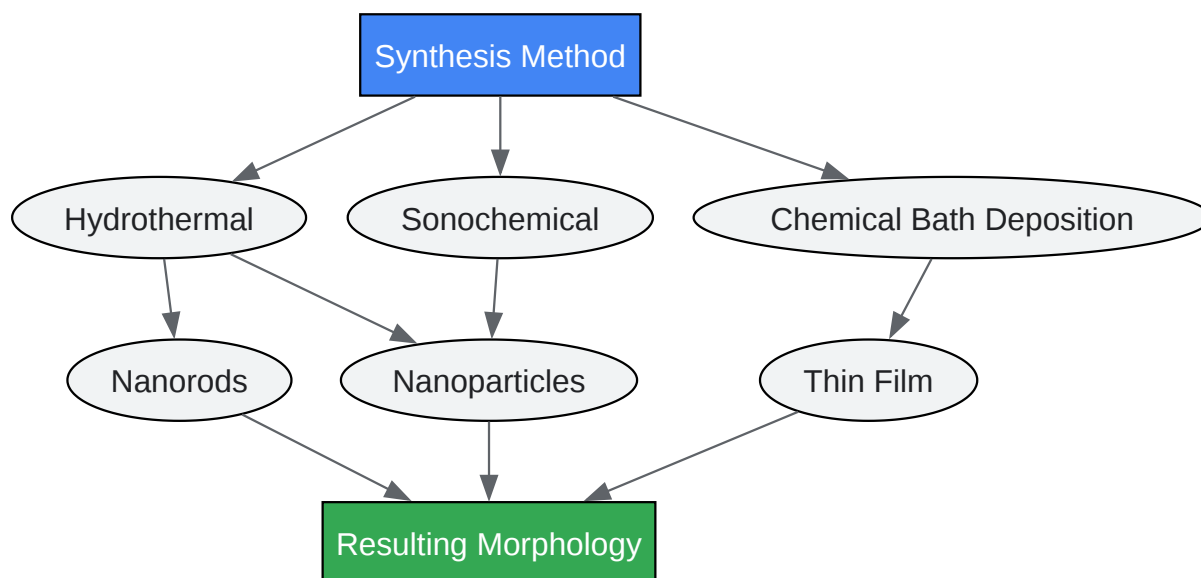 Synthesis Method
Hydrothermal
Sonochemical
Chemical Bath Deposition
Nanorods
Nanoparticles
Thin Film
Resulting Morphology